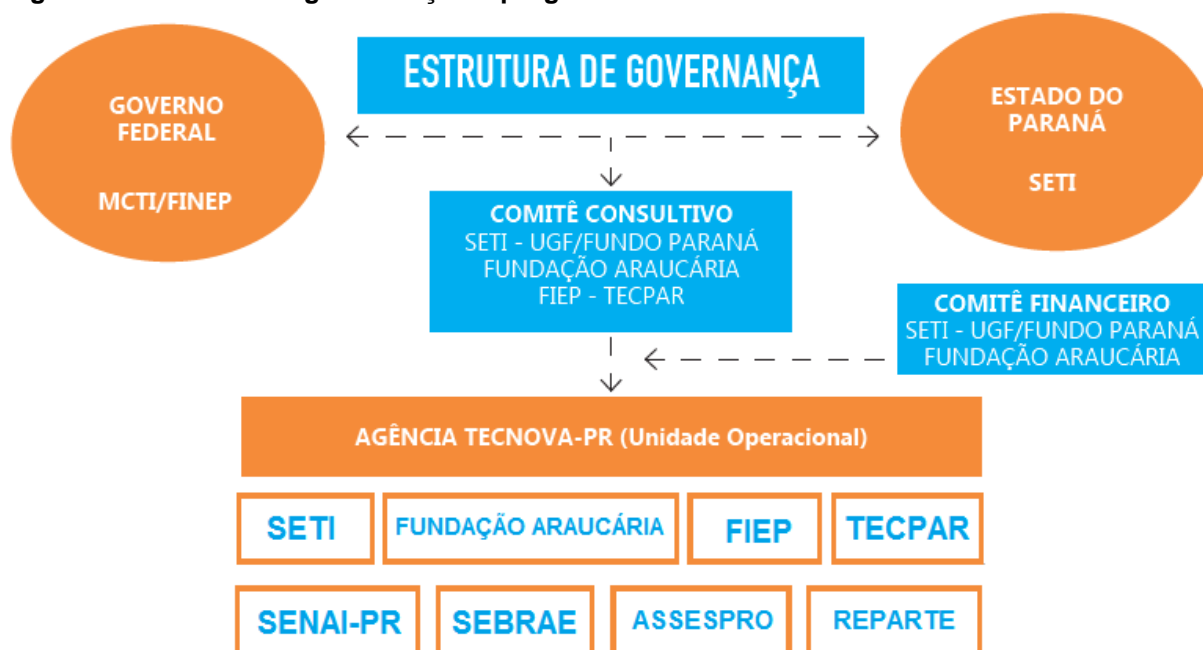 ESTRUTURA DE GOVERNANÇA
GOVERNO
FEDERAL
MCTI/FINEP
ESTADO DO
PARANÁ
SETI
COMITÊ CONSULTIVO
SETI - UGF/FUNDO PARANÁ
FUNDAÇÃO ARAUCÁRIA
FIEP - TECPAR
COMITÊ FINANCEIRO
SETI - UGF/FUNDO PARANÁ
FUNDAÇÃO ARAUCÁRIA
AGÊNCIA TECNOVA-PR (Unidade Operacional)
SETI
FUNDAÇÃO ARAUCÁRIA
FIEP
TECPAR
SENAI-PR
SEBRAE
ASSESPRO
REPARTE